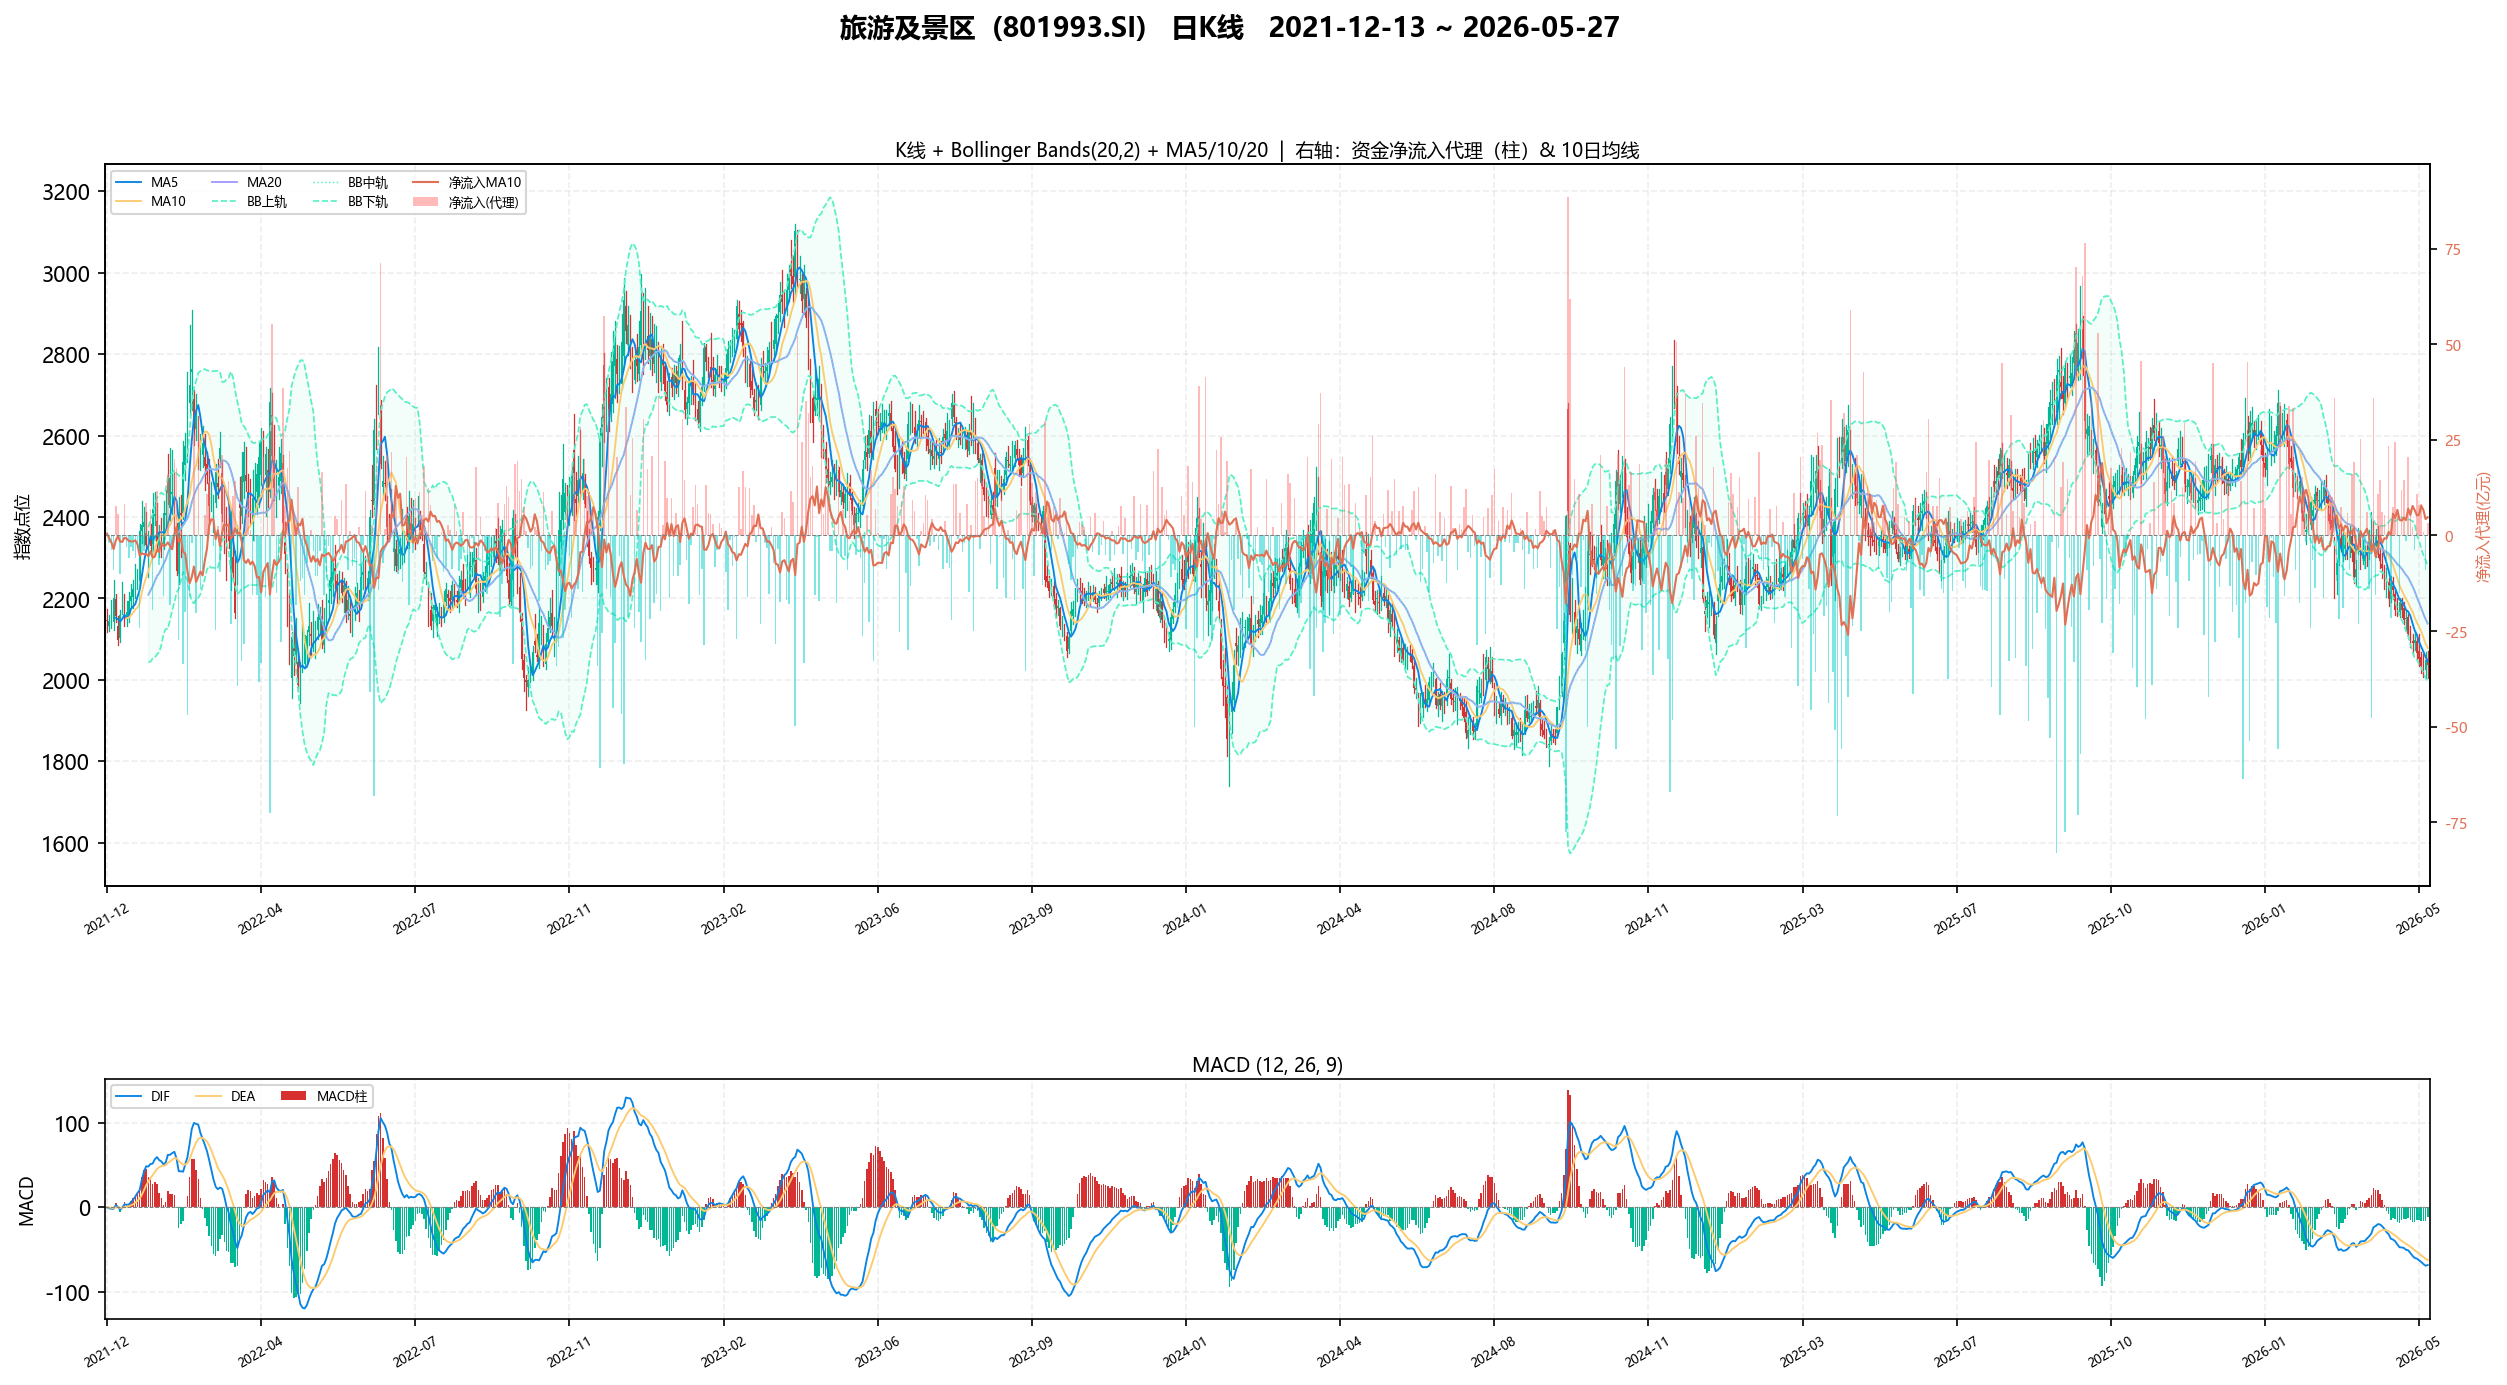 旅游及景区 (801993.SI) 日K线 2021-12-13 ~ 2026-05-27
K线 + Bollinger Bands(20,2) + MA5/10/20 | 右轴：资金净流入代理（柱）& 10日均线
MA5 MA20 BB中轨 净流入MA10
MA10 BB上轨 BB下轨 净流入(代理)
指数点位
3200
3000
2800
2600
2400
2200
2000
1800
1600
75
50
25
0
-25
-50
-75
净流入代理(亿元)
2021-12 2022-04 2022-07 2022-11 2023-02 2023-06 2023-09 2024-01 2024-04 2024-08 2024-11 2025-03 2025-07 2025-10 2026-01 2026-05
MACD (12, 26, 9)
DIF DEA MACD柱
MACD
100
0
-100
2021-12 2022-04 2022-07 2022-11 2023-02 2023-06 2023-09 2024-01 2024-04 2024-08 2024-11 2025-03 2025-07 2025-10 2026-01 2026-05